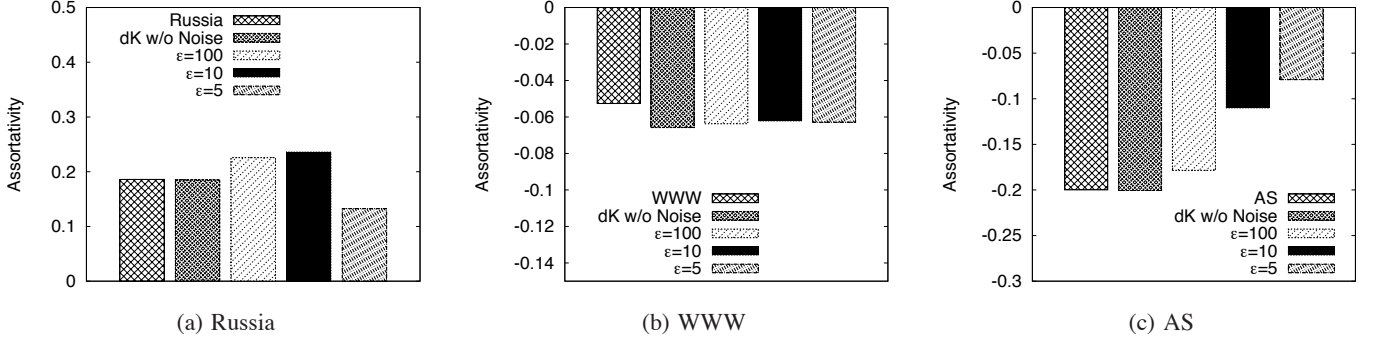 Assortativity
0.5
0.4
0.3
0.2
0.1
0
Russia
dK w/o Noise
ε=100
ε=10
ε=5
(a) Russia
Assortativity
0
-0.02
-0.04
-0.06
-0.08
-0.1
-0.12
-0.14
WWW
dK w/o Noise
ε=100
ε=10
ε=5
(b) WWW
Assortativity
0
-0.05
-0.1
-0.15
-0.2
-0.25
-0.3
AS
dK w/o Noise
ε=100
ε=10
ε=5
(c) AS